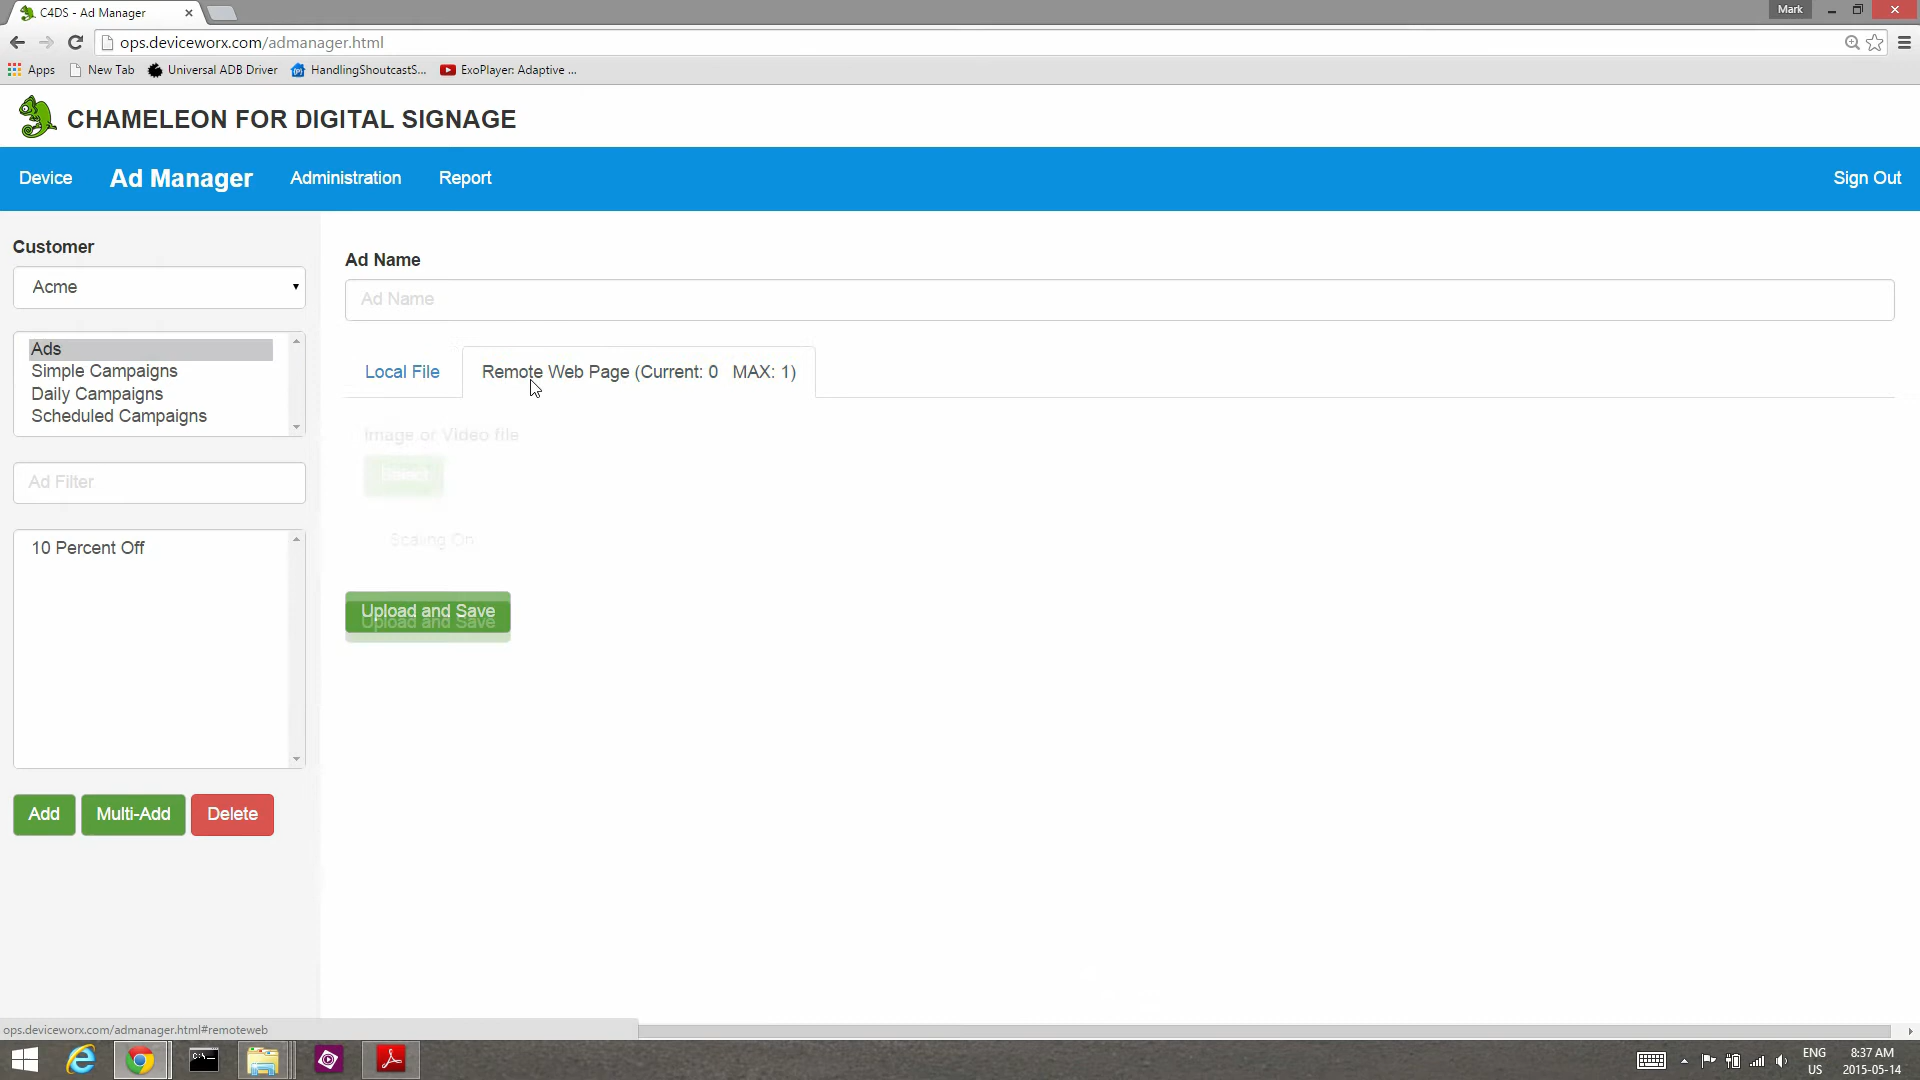 C4DS - Ad Manager
Mark
ops.deviceworx.com/admanager.html
Apps New Tab Universal ADB Driver HandlingShoutcastS... ExoPlayer: Adaptive ...
CHAMELEON FOR DIGITAL SIGNAGE
Device Ad Manager Administration Report Sign Out
Customer
Acme
Ads
Simple Campaigns
Daily Campaigns
Scheduled Campaigns
Ad Filter
10 Percent Off
Add Multi-Add Delete
Ad Name
Ad Name
Local File Remote Web Page (Current: 0 MAX: 1)
Image or Video file
Select
Scaling On
Upload and Save
Upload and Save
ops.deviceworx.com/admanager.html#remoteweb
ENG
US
8:37 AM
2015-05-14